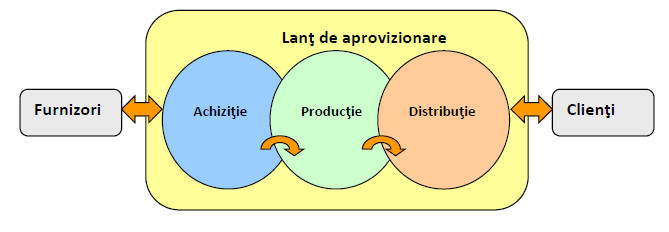 Lanţ de aprovizionare
Furnizori
Achiziţie
Producţie
Distribuţie
Clienţi